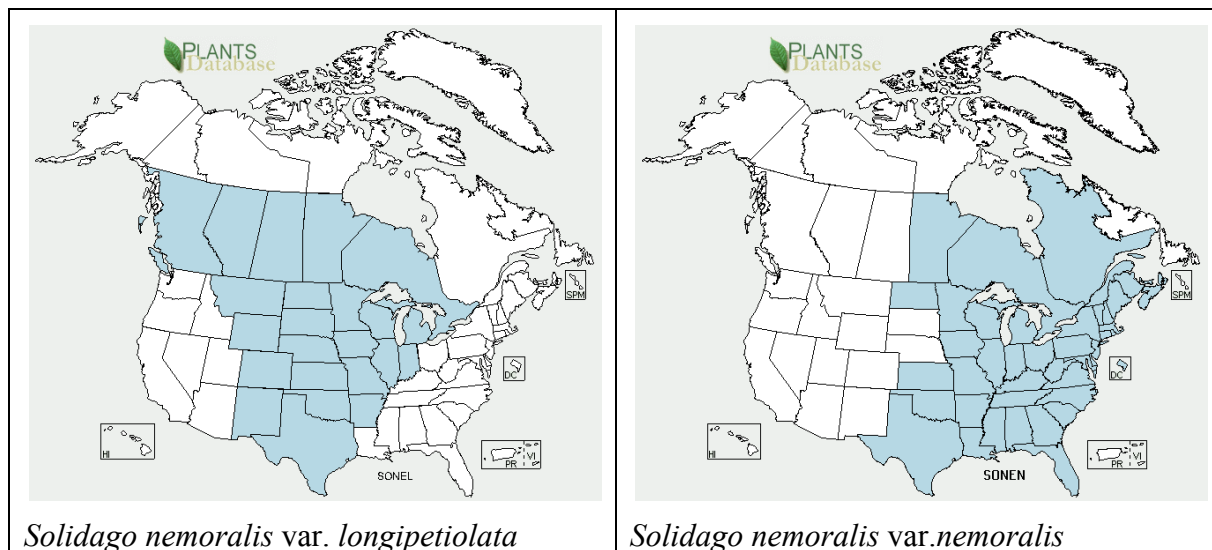 PLANTS
Database
SPM
DC
HI
PR
VI
SONEL
Solidago nemoralis var. longipetiolata
PLANTS
Database
SPM
DC
HI
PR
VI
SONEN
Solidago nemoralis var.nemoralis